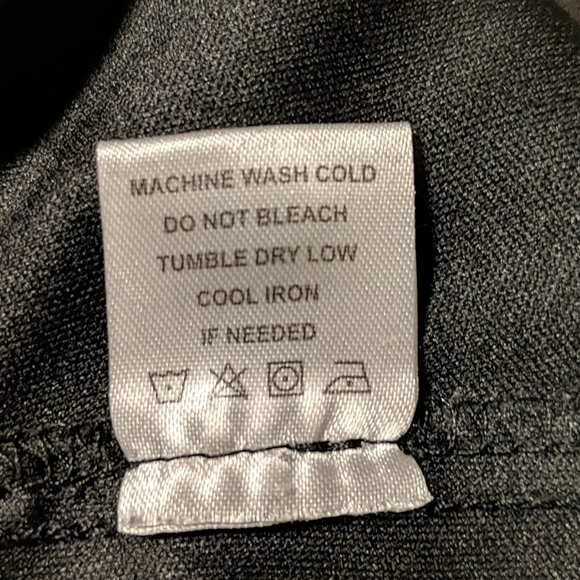 MACHINE WASH COLD
DO NOT BLEACH
TUMBLE DRY LOW
COOL IRON
IF NEEDED